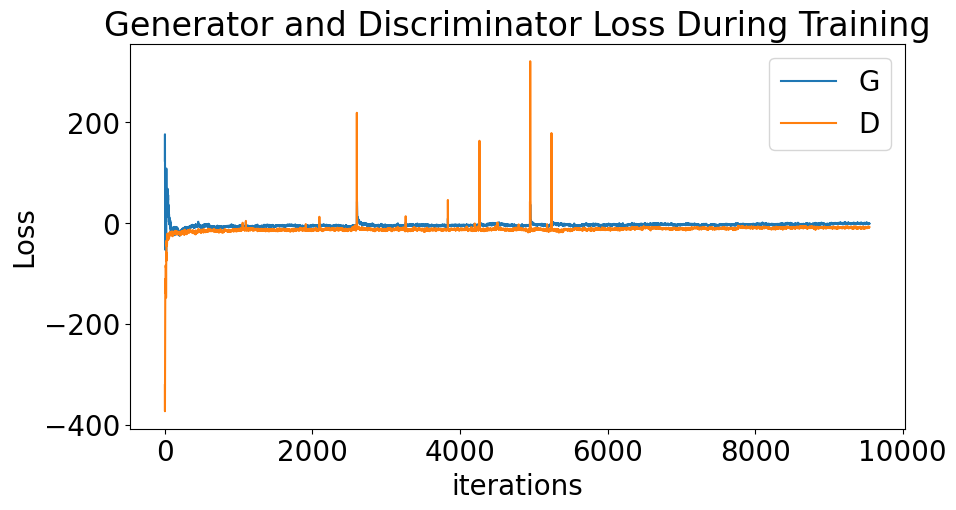 Generator and Discriminator Loss During Training
G
D
200
0
−200
−400
Loss
0 2000 4000 6000 8000 10000
iterations